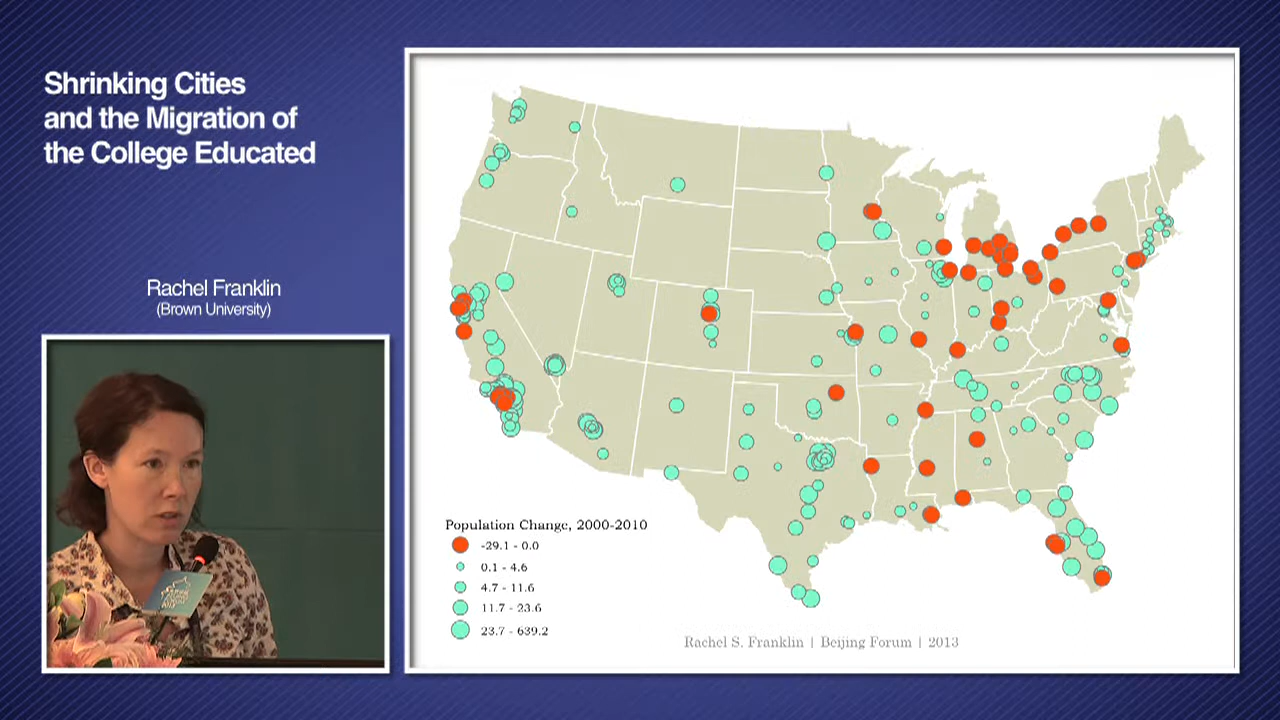 Shrinking Cities
and the Migration of
the College Educated
Rachel Franklin
(Brown University)
Population Change, 2000-2010
-29.1 - 0.0
0.1 - 4.6
4.7 - 11.6
11.7 - 23.6
23.7 - 639.2
Rachel S. Franklin | Beijing Forum | 2013